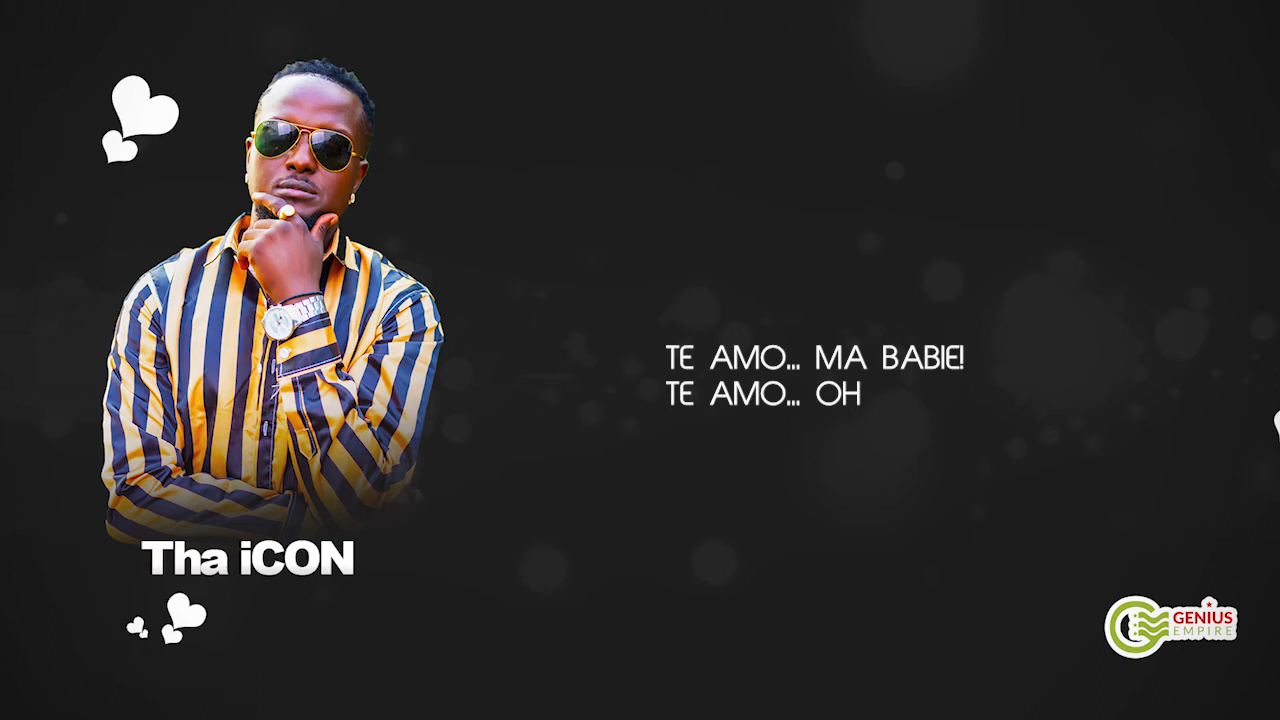 TE AMO... MA BABIE!
TE AMO... OH
Tha iCON
GENIUS
EMPIRE